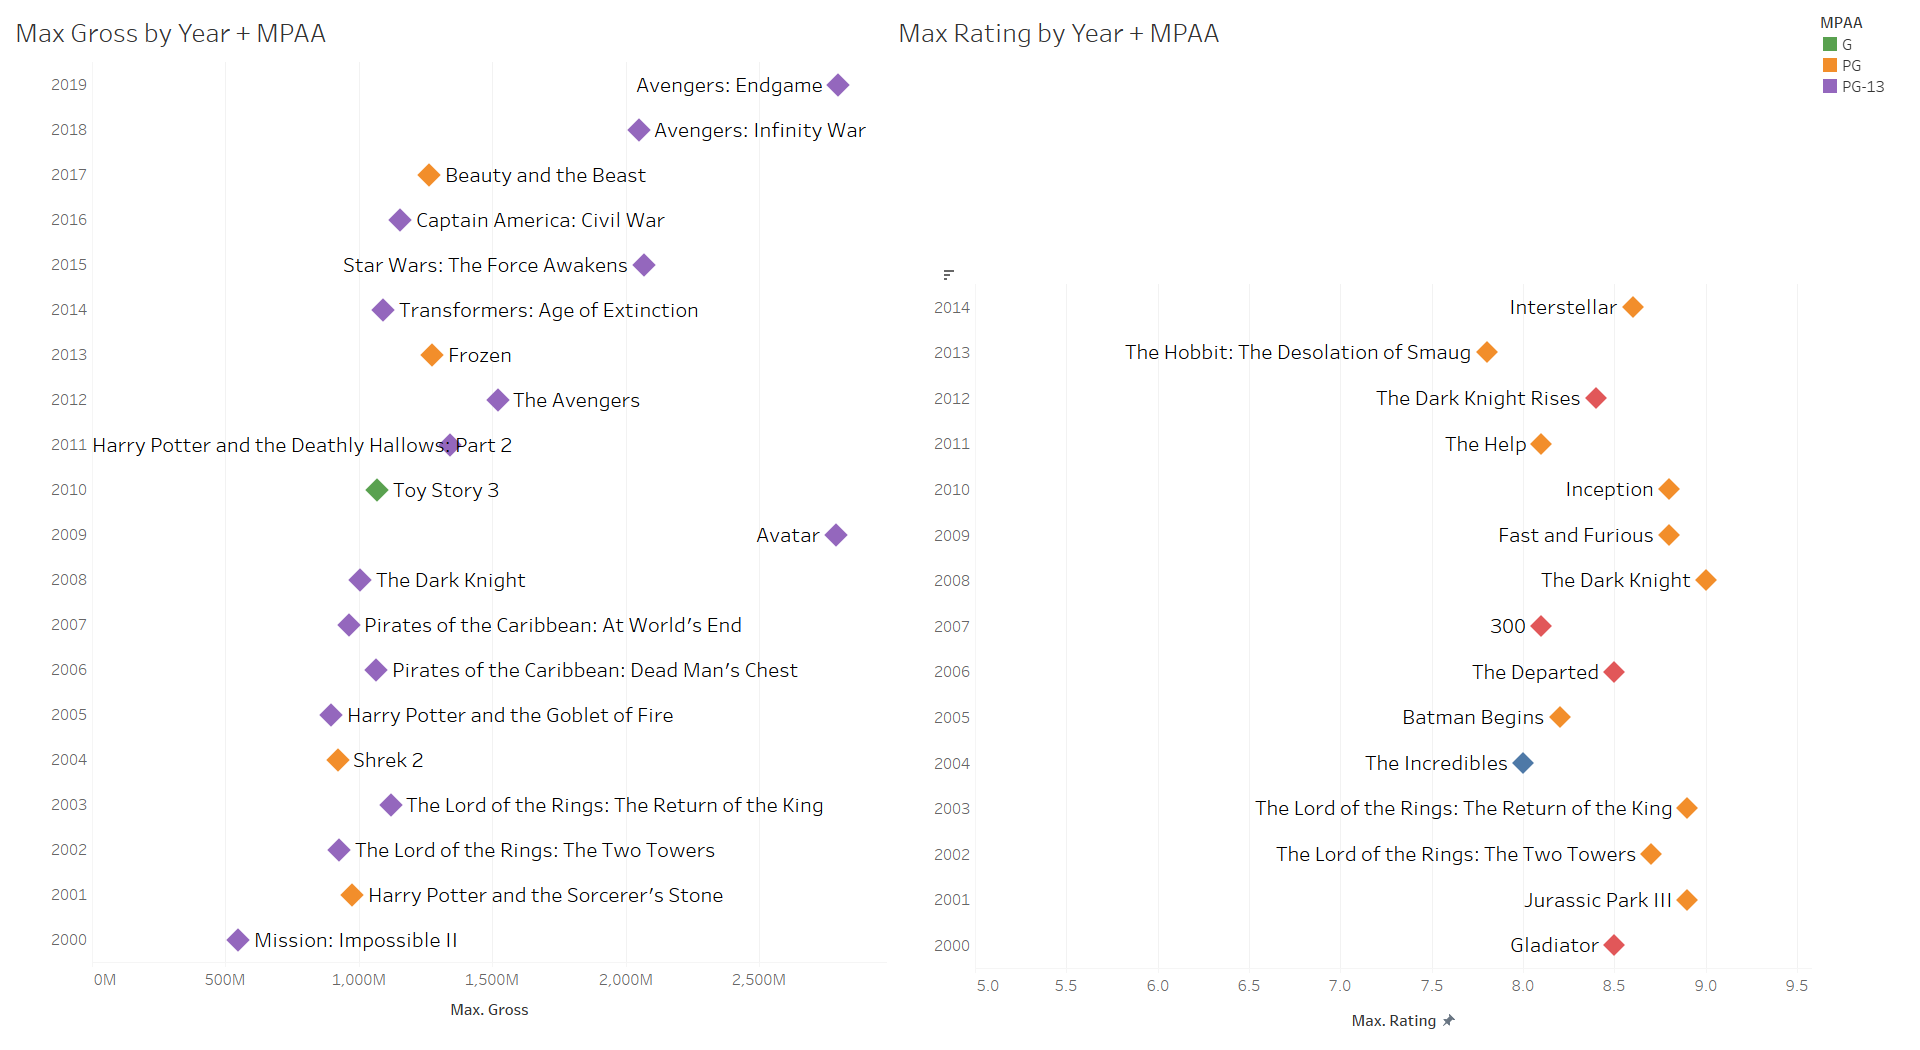 Max Gross by Year + MPAA
2019 Avengers: Endgame
2018 Avengers: Infinity War
2017 Beauty and the Beast
2016 Captain America: Civil War
2015 Star Wars: The Force Awakens
2014 Transformers: Age of Extinction
2013 Frozen
2012 The Avengers
2011 Harry Potter and the Deathly Hallows: Part 2
2010 Toy Story 3
2009 Avatar
2008 The Dark Knight
2007 Pirates of the Caribbean: At World's End
2006 Pirates of the Caribbean: Dead Man's Chest
2005 Harry Potter and the Goblet of Fire
2004 Shrek 2
2003 The Lord of the Rings: The Return of the King
2002 The Lord of the Rings: The Two Towers
2001 Harry Potter and the Sorcerer's Stone
2000 Mission: Impossible II
0M 500M 1,000M 1,500M 2,000M 2,500M
Max. Gross
Max Rating by Year + MPAA
2014 Interstellar
2013 The Hobbit: The Desolation of Smaug
2012 The Dark Knight Rises
2011 The Help
2010 Inception
2009 Fast and Furious
2008 The Dark Knight
2007 300
2006 The Departed
2005 Batman Begins
2004 The Incredibles
2003 The Lord of the Rings: The Return of the King
2002 The Lord of the Rings: The Two Towers
2001 Jurassic Park III
2000 Gladiator
5.0 5.5 6.0 6.5 7.0 7.5 8.0 8.5 9.0 9.5
Max. Rating
MPAA
G
PG
PG-13